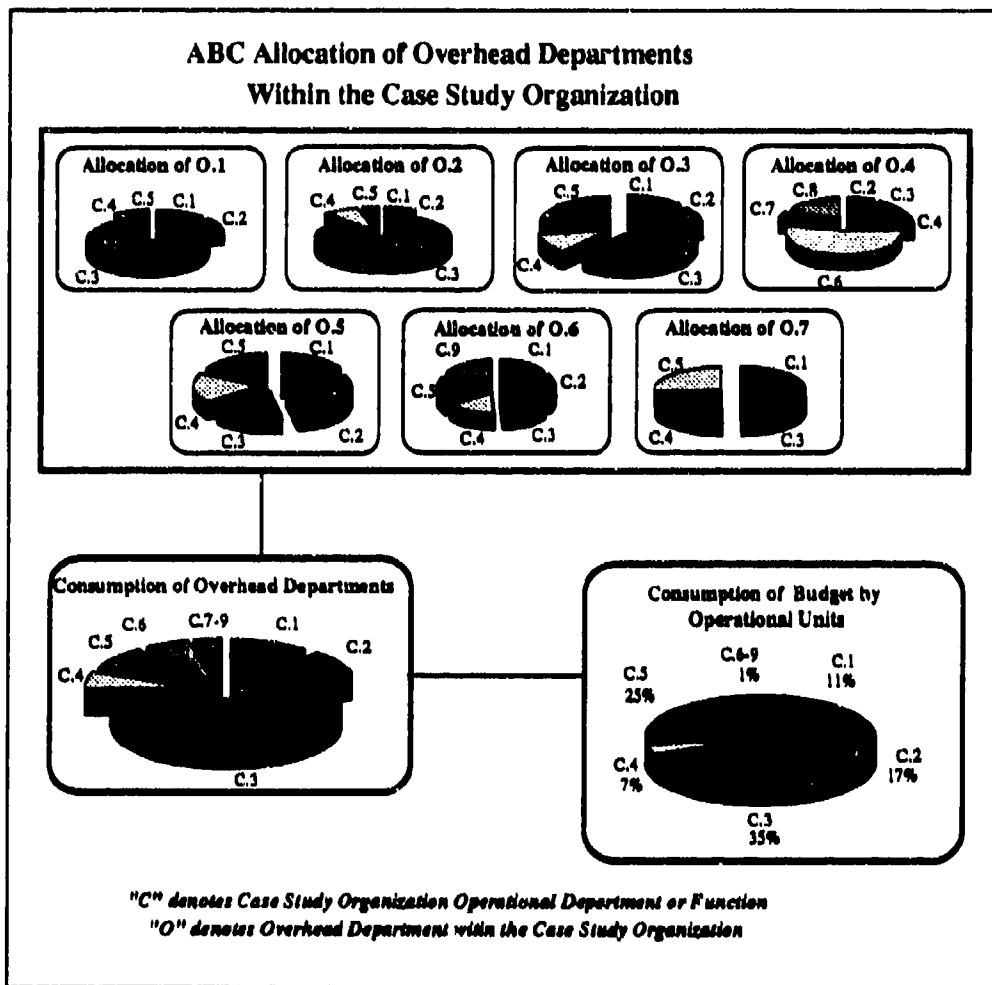 ABC Allocation of Overhead Departments
Within the Case Study Organization
Allocation of O.1
C.4
C.5
C.1
C.2
C.3
Allocation of O.2
C.4
C.5
C.1
C.2
C.3
Allocation of O.3
C.5
C.1
C.2
C.4
C.3
Allocation of O.4
C.8
C.2
C.3
C.7
C.4
C.6
Allocation of O.5
C.5
C.1
C.4
C.3
C.2
Allocation of O.6
C.9
C.1
C.5
C.2
C.4
C.3
Allocation of O.7
C.5
C.1
C.4
C.3
Consumption of Overhead Departments
C.6
C.7-9
C.1
C.5
C.2
C.4
C.3
Consumption of Budget by
Operational Units
C.6-9
1%
C.1
11%
C.5
25%
C.2
17%
C.4
7%
C.3
35%
"C" denotes Case Study Organization Operational Department or Function
"O" denotes Overhead Department within the Case Study Organization